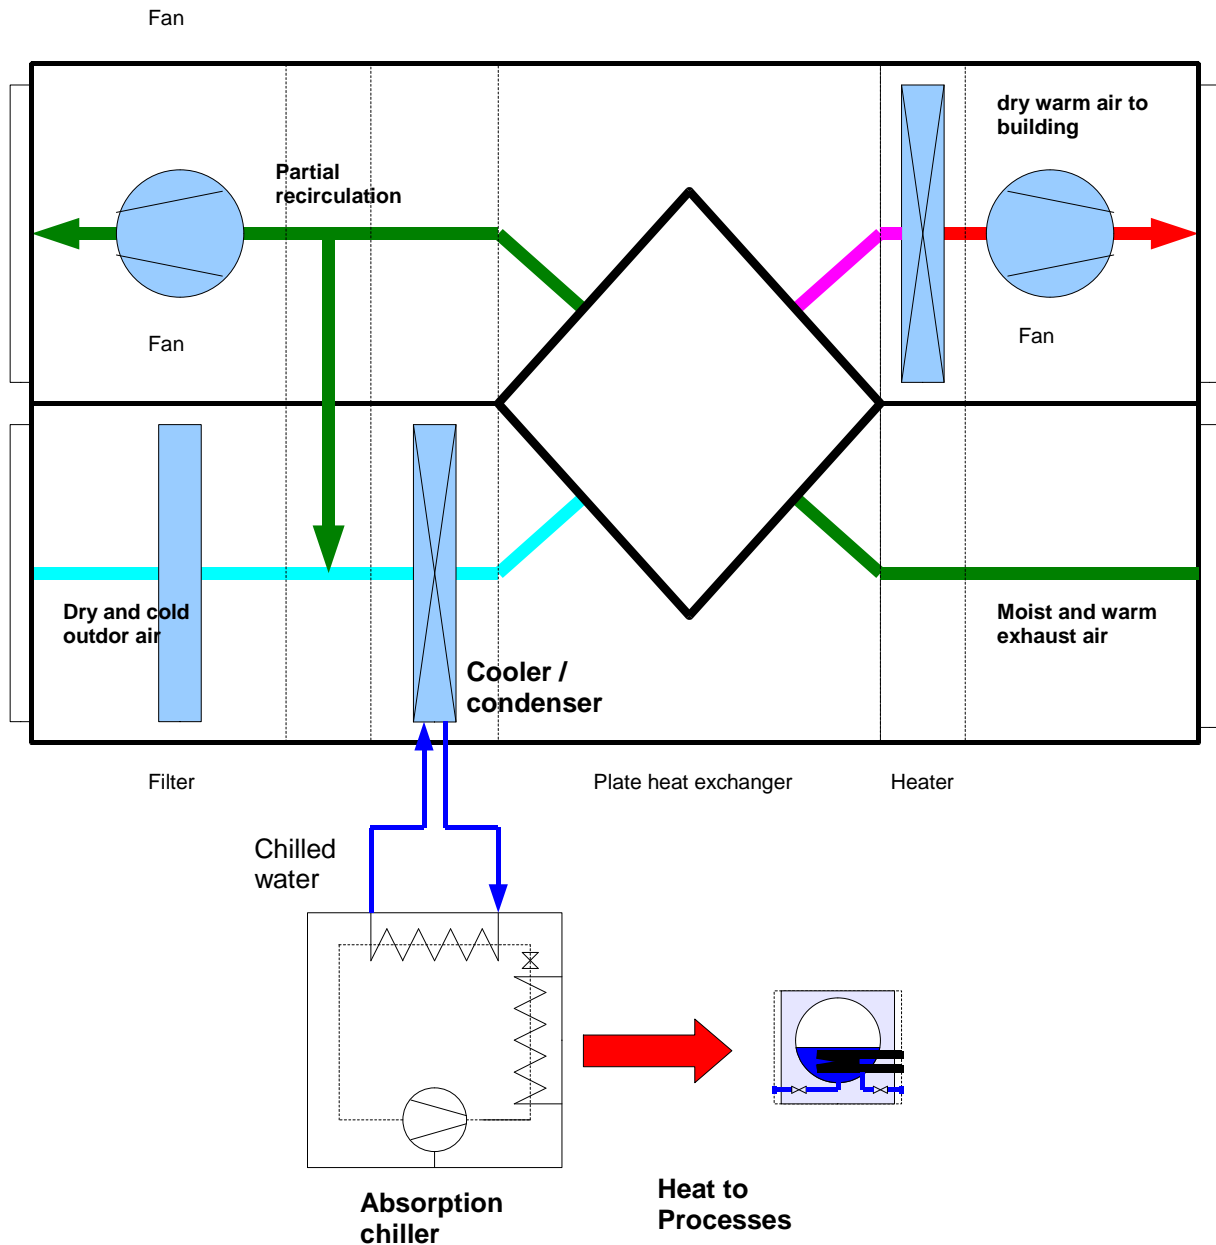 Fan
dry warm air to
building
Partial
recirculation
Fan
Fan
Dry and cold
outdor air
Moist and warm
exhaust air
Cooler /
condenser
Filter
Plate heat exchanger
Heater
Chilled
water
Absorption
chiller
Heat to
Processes